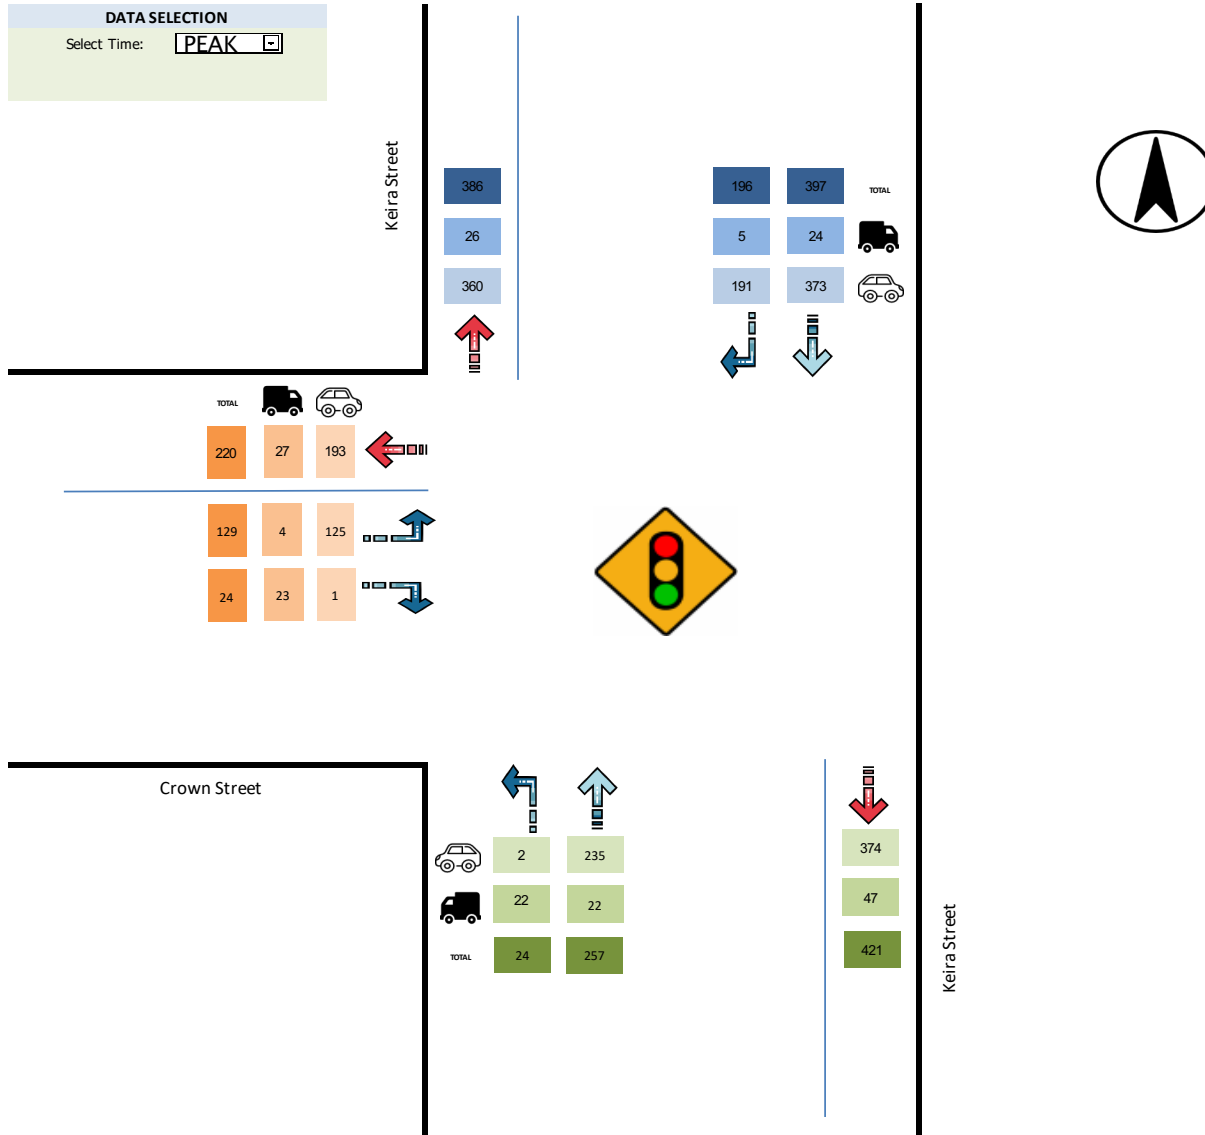 DATA SELECTION
Select Time: PEAK
Keira Street
386
26
360
196 397 TOTAL
5 24
191 373
TOTAL
220 27 193
129 4 125
24 23 1
Crown Street
2 235
22 22
TOTAL 24 257
374
47
421
Keira Street